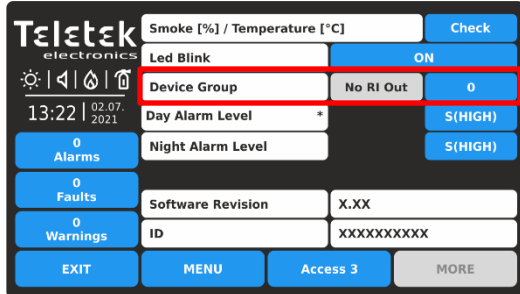 Teletek
electronics
13:22 02.07.
2021
0
Alarms
0
Faults
0
Warnings
Smoke [%] / Temperature [°C] Check
Led Blink ON
Device Group No RI Out 0
Day Alarm Level * S(HIGH)
Night Alarm Level S(HIGH)
Software Revision X.XX
ID XXXXXXXXXX
EXIT MENU Access 3 MORE